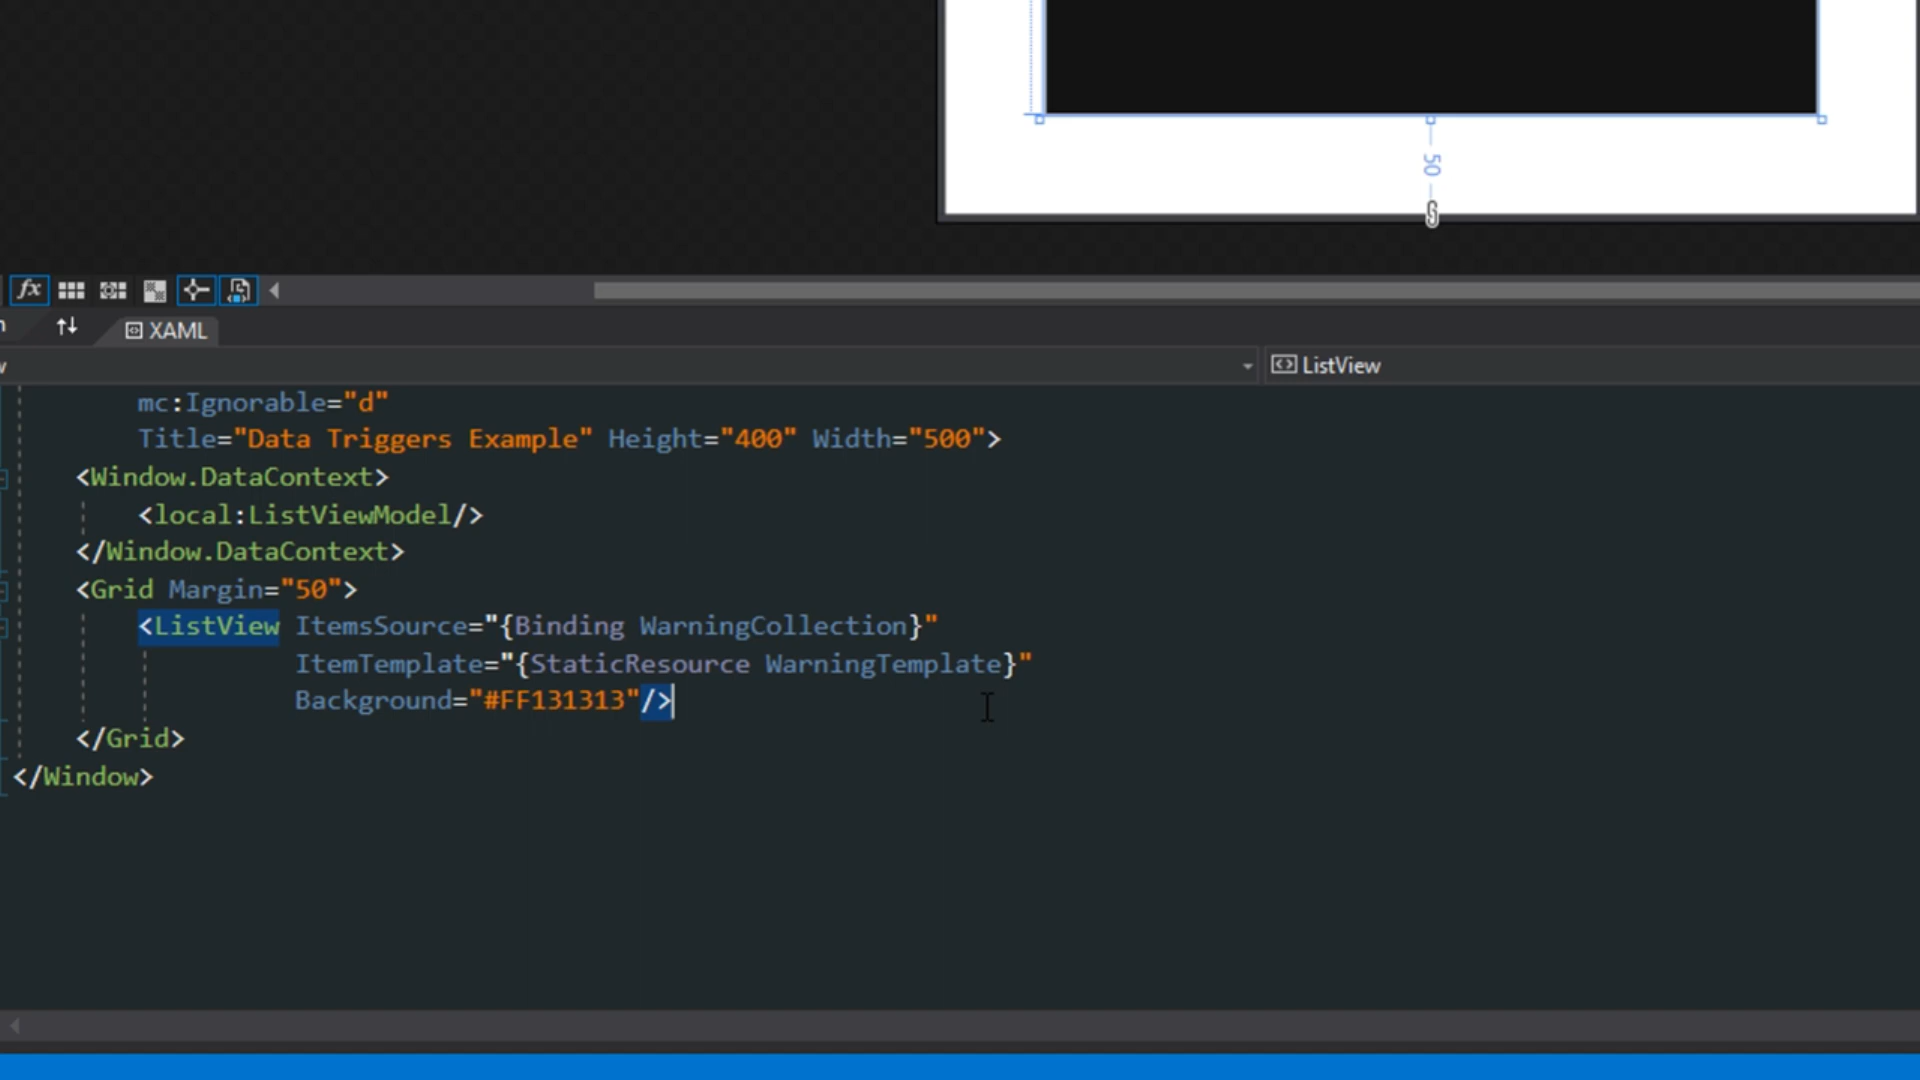 50
fx
XAML
ListView
mc:Ignorable="d"
Title="Data Triggers Example" Height="400" Width="500">
<Window.DataContext>
<local:ListViewModel/>
</Window.DataContext>
<Grid Margin="50">
<ListView ItemsSource="{Binding WarningCollection}"
ItemTemplate="{StaticResource WarningTemplate}"
Background="#FF131313"/>
</Grid>
</Window>